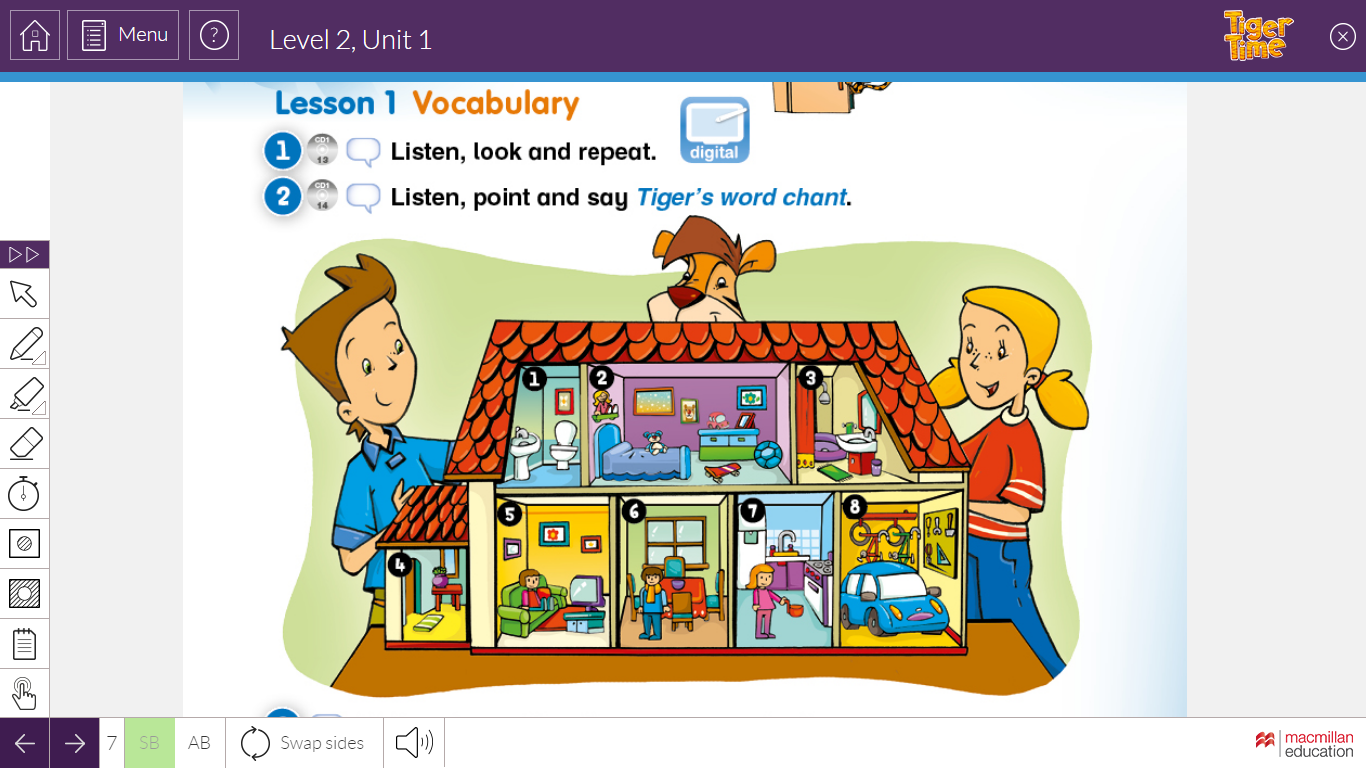 Menu
?
Level 2, Unit 1
Tiger Time
Lesson 1 Vocabulary
1 CD1 13 Listen, look and repeat.
digital
2 CD1 14 Listen, point and say Tiger's word chant.
1
2
3
4
5
6
7
8
7
SB
AB
Swap sides
macmillan
education